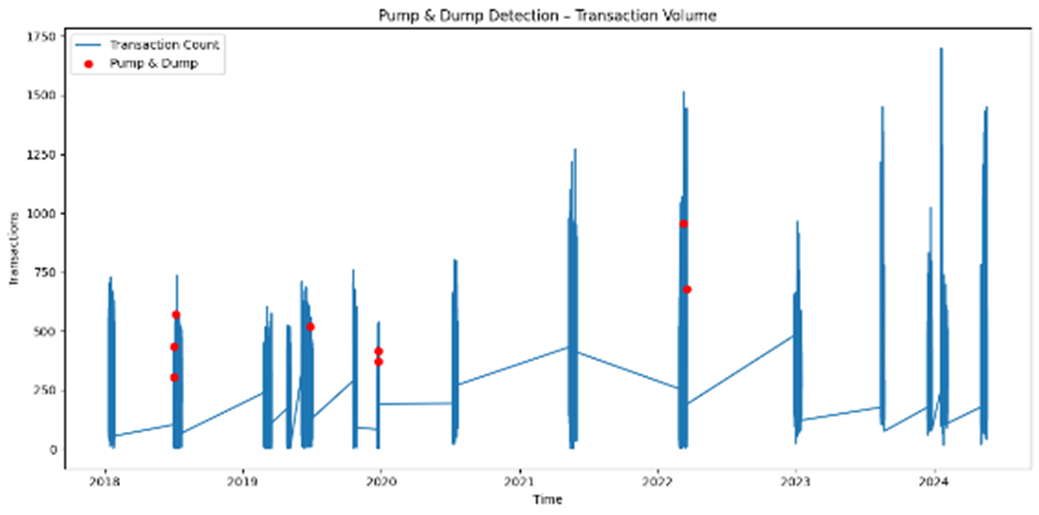 Pump & Dump Detection – Transaction Volume
Transaction Count
Pump & Dump
1750
1500
1250
1000
750
500
250
0
Transactions
2018 2019 2020 2021 2022 2023 2024
Time